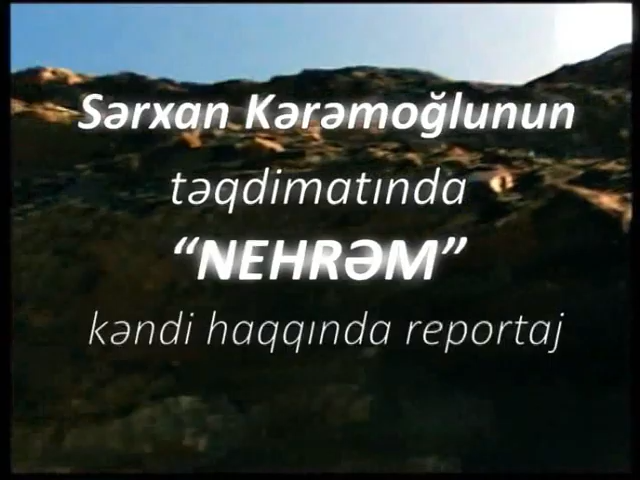 Sərxan Kərəmoğlunun
təqdimatında
“NEHRƏM”
kəndi haqqında reportaj